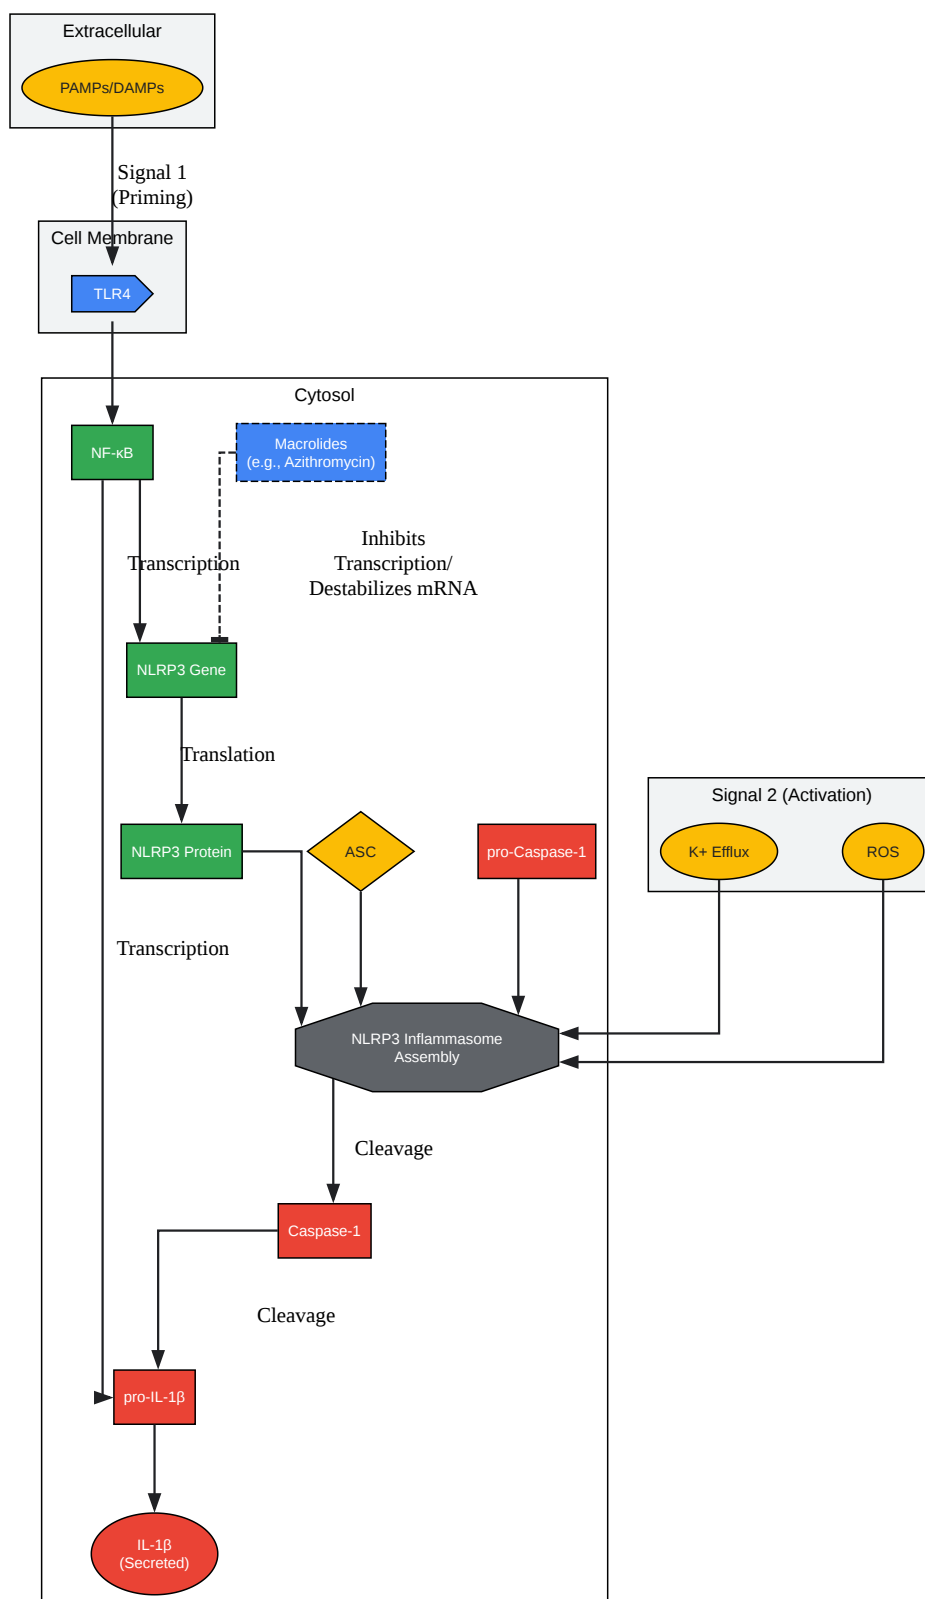 Extracellular
PAMPs/DAMPs
Signal 1
(Priming)
Cell Membrane
TLR4
Cytosol
NF-κB
Macrolides
(e.g., Azithromycin)
Inhibits
Transcription/
Destabilizes mRNA
Transcription
NLRP3 Gene
Translation
Signal 2 (Activation)
NLRP3 Protein
ASC
pro-Caspase-1
K+ Efflux
ROS
Transcription
NLRP3 Inflammasome
Assembly
Cleavage
Caspase-1
Cleavage
pro-IL-1β
IL-1β
(Secreted)